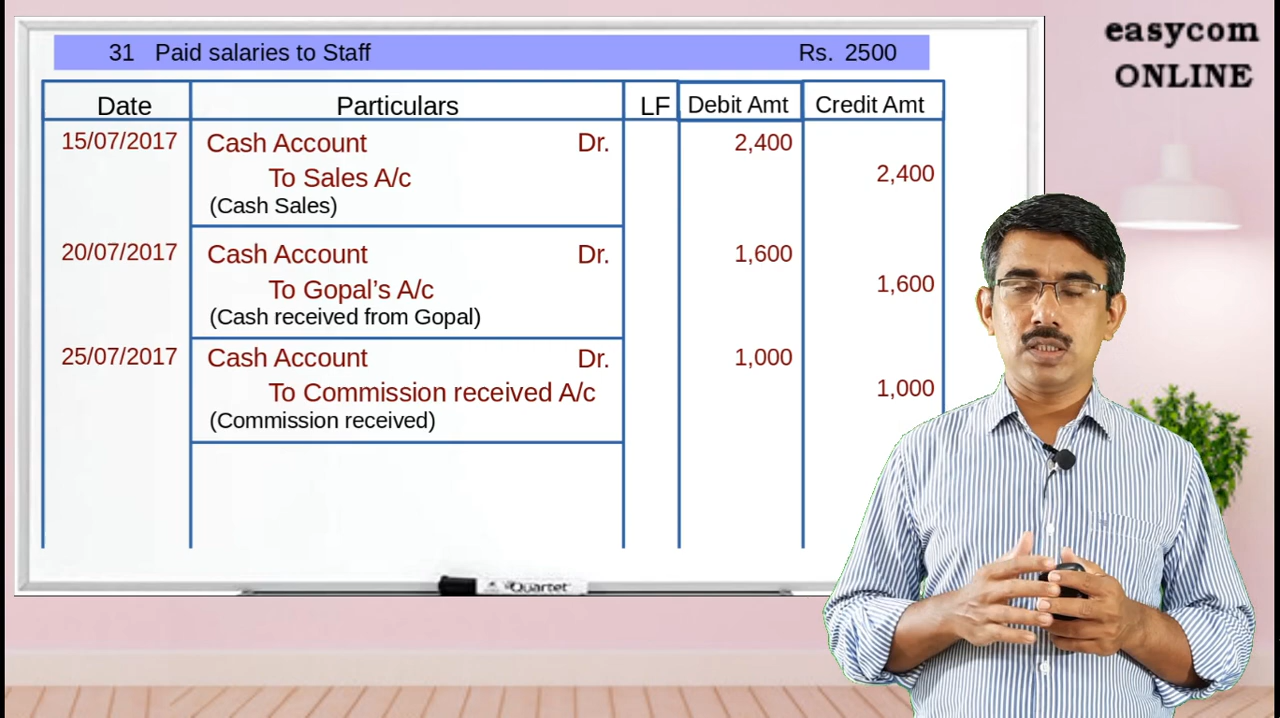 easycom
ONLINE
31 Paid salaries to Staff Rs. 2500
Date Particulars LF Debit Amt Credit Amt
15/07/2017 Cash Account Dr. 2,400
To Sales A/c 2,400
(Cash Sales)
20/07/2017 Cash Account Dr. 1,600
To Gopal’s A/c 1,600
(Cash received from Gopal)
25/07/2017 Cash Account Dr. 1,000
To Commission received A/c 1,000
(Commission received)
Quartet